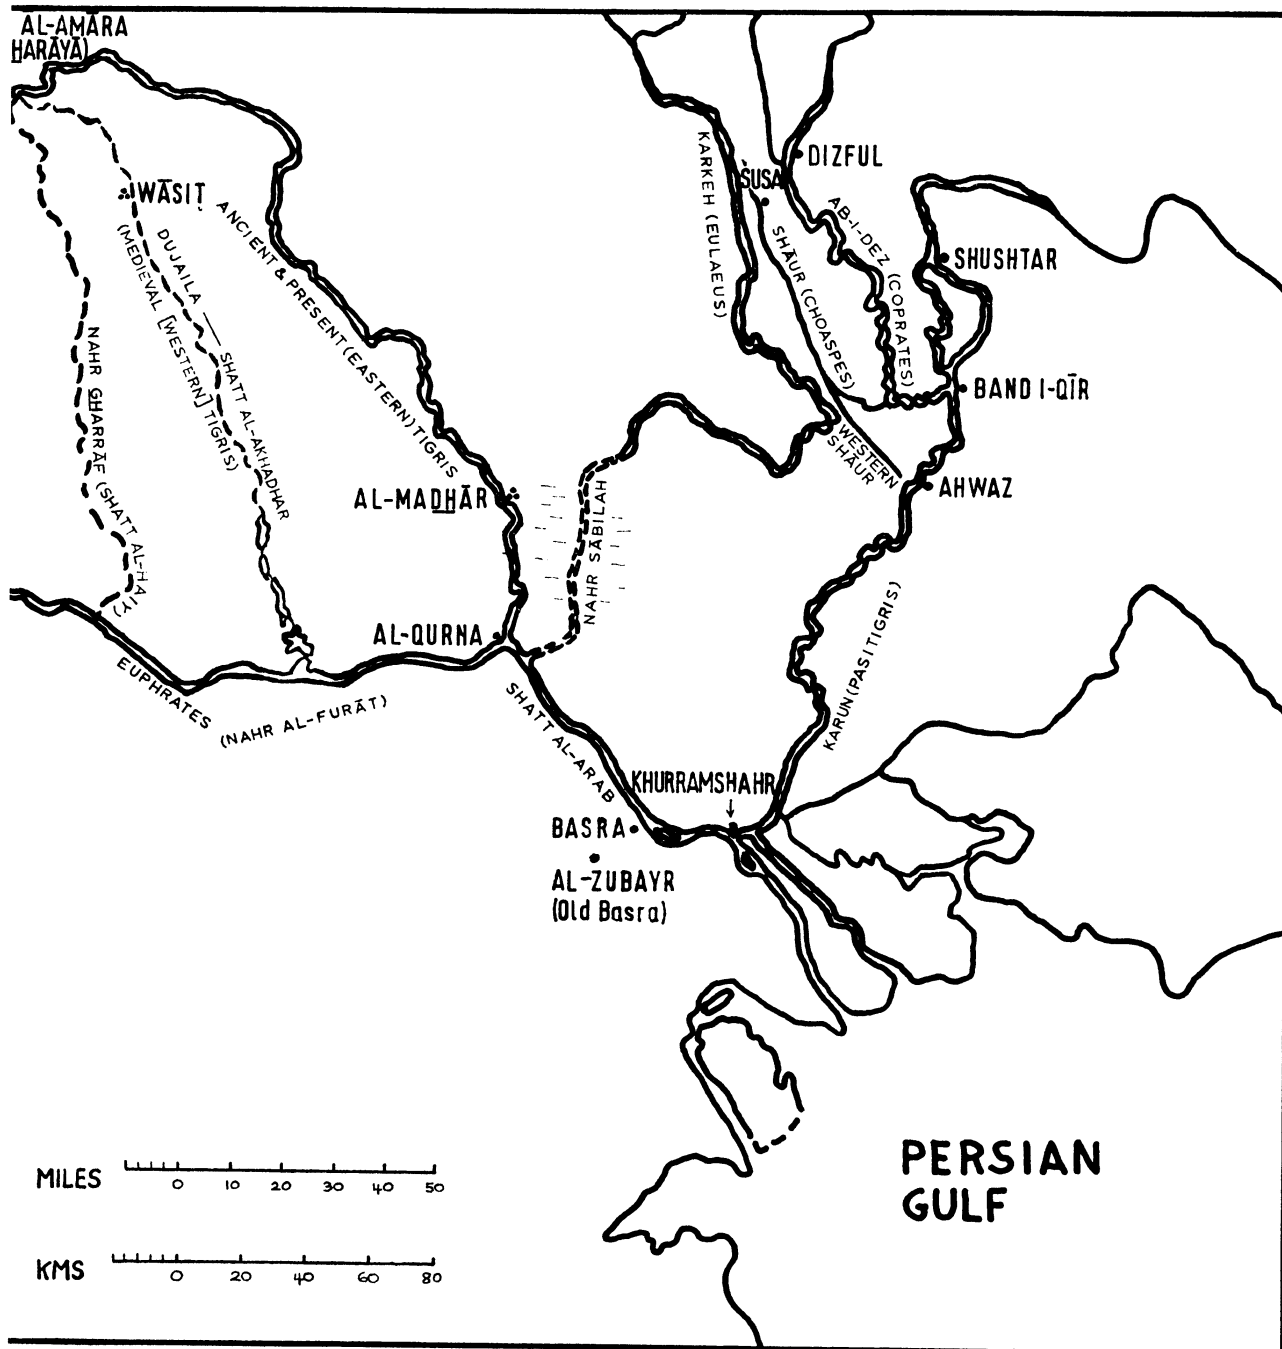 AL-AMĀRA
HARĀYĀ)
DIZFUL
KARKEH (EULAEUS)
SUSA
WĀSIṬ
AB-I-DEZ (COPRATES)
ANCIENT & PRESENT (EASTERN) TIGRIS
SHĀUR (CHOASPES)
DUJAILA — SHATT AL-AKHADHAR
(MEDIEVAL [WESTERN] TIGRIS)
SHUSHTAR
NAHR GHARRĀF (SHATT AL-HAIY)
BAND I-QĪR
WESTERN
SHĀUR
AHWAZ
AL-MADHĀR
NAHR SĀBILAH
KARUN (PASITIGRIS)
AL-QURNA
EUPHRATES
(NAHR AL-FURĀT)
SHATT AL-ARAB
KHURRAMSHAHR
BASRA
AL-ZUBAYR
(Old Basra)
PERSIAN
GULF
MILES
0 10 20 30 40 50
KMS
0 20 40 60 80